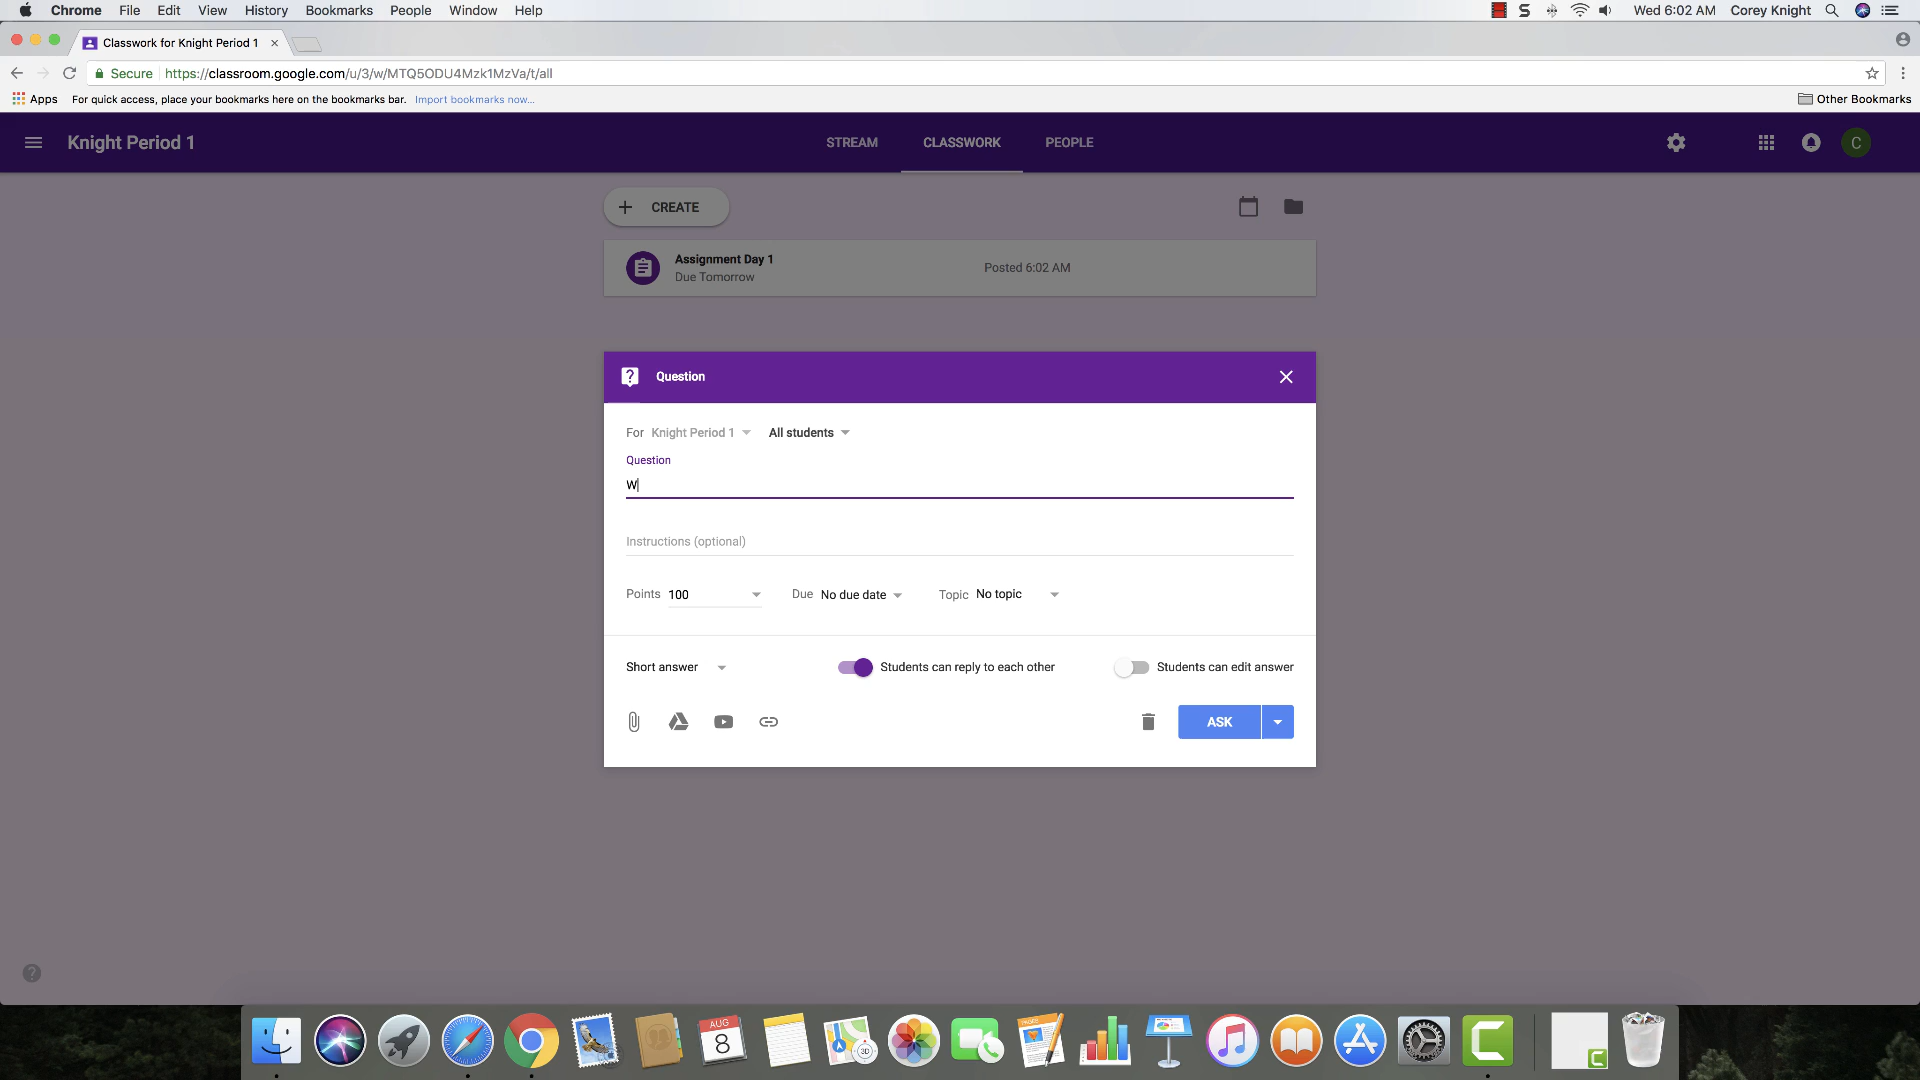 Chrome File Edit View History Bookmarks People Window Help
Wed 6:02 AM Corey Knight
Classwork for Knight Period 1
Secure https://classroom.google.com/u/3/w/MTQ5ODU4Mzk1MzVa/t/all
Apps For quick access, place your bookmarks here on the bookmarks bar. Import bookmarks now... Other Bookmarks
Knight Period 1 STREAM CLASSWORK PEOPLE C
CREATE
Assignment Day 1
Due Tomorrow
Posted 6:02 AM
Question
For Knight Period 1 All students
Question
W
Instructions (optional)
Points 100 Due No due date Topic No topic
Short answer Students can reply to each other Students can edit answer
ASK
AUG
8
3D